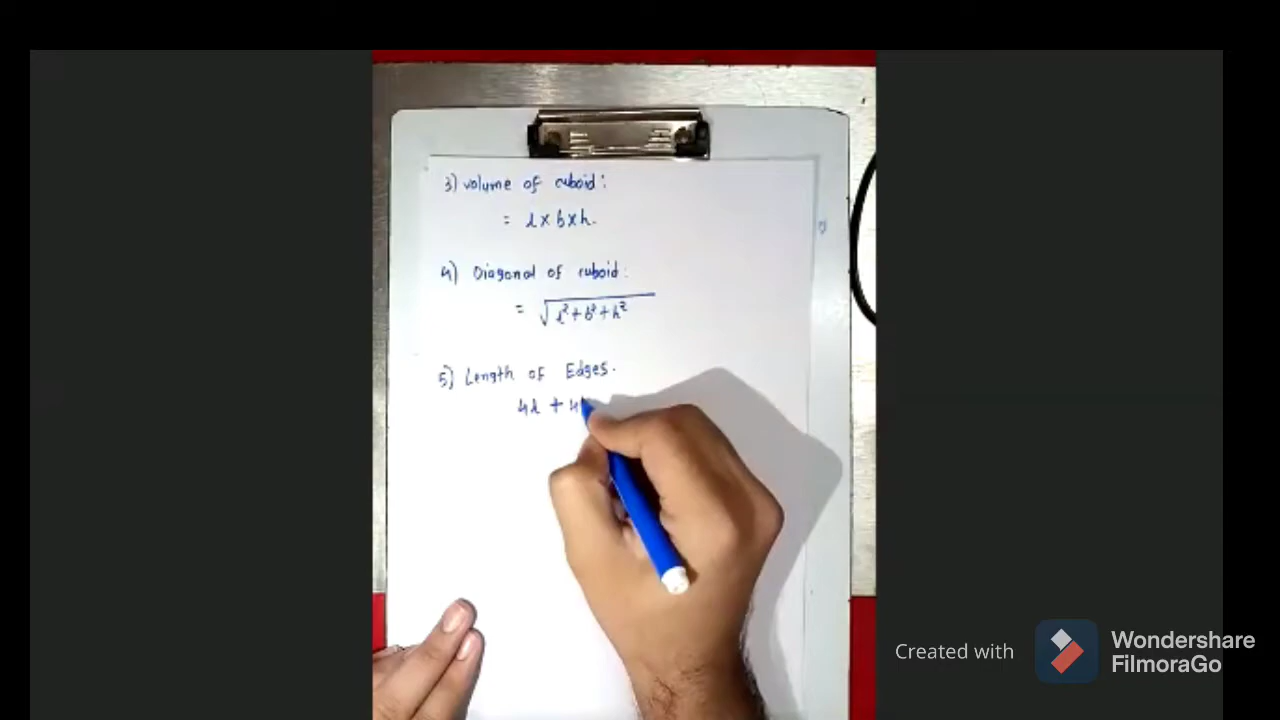 3) Volume of cuboid:
= l × b × h.
4) Diagonal of cuboid:
= √l²+b²+h²
5) Length of Edges.
4l + 4
Created with
Wondershare
FilmoraGo